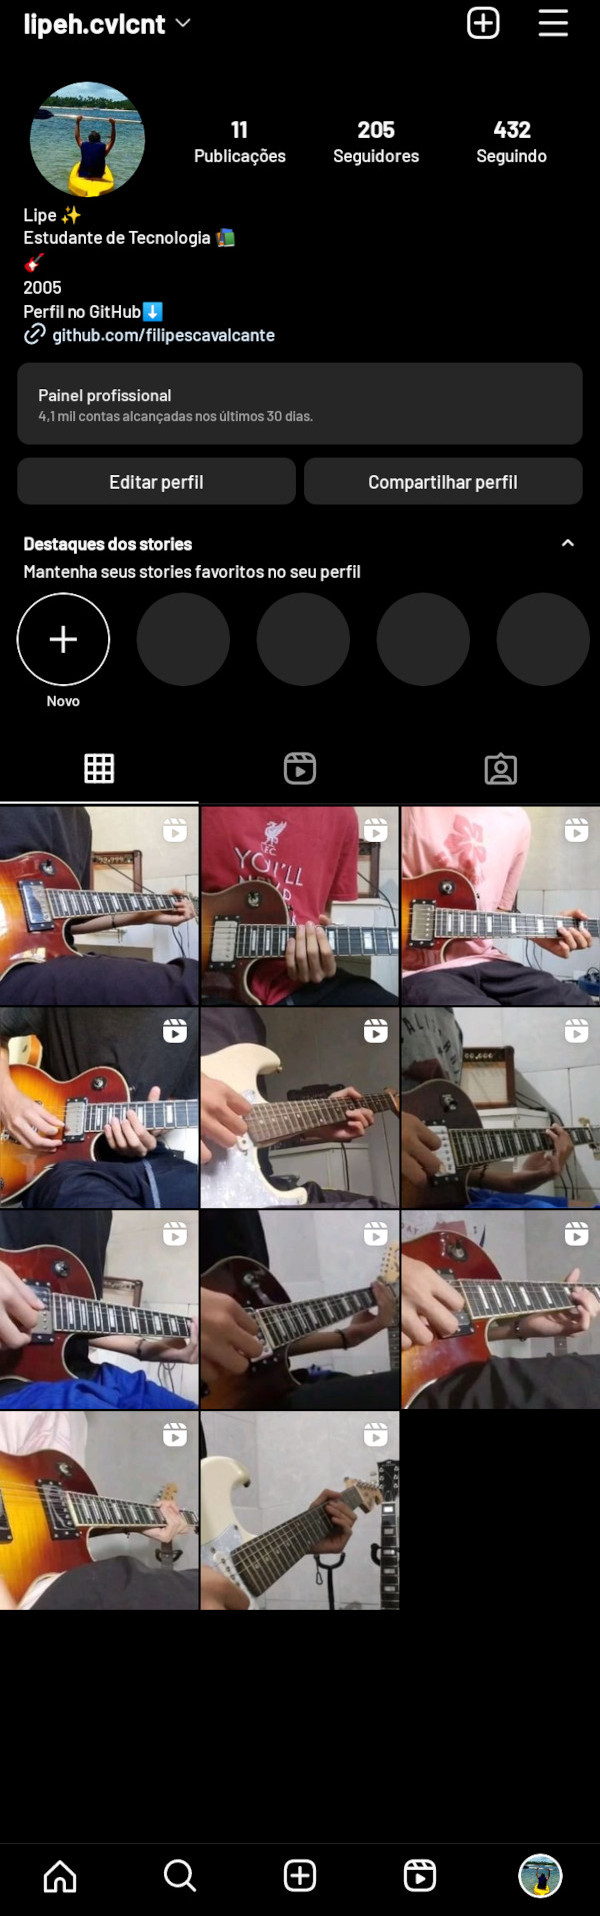 lipeh.cvlcnt
11
Publicações
205
Seguidores
432
Seguindo
Lipe ✨
Estudante de Tecnologia 📚
🎸
2005
Perfil no GitHub⬇️
github.com/filipescavalcante
Painel profissional
4,1 mil contas alcançadas nos últimos 30 dias.
Editar perfil
Compartilhar perfil
Destaques dos stories
Mantenha seus stories favoritos no seu perfil
Novo
FC
YOU'LL